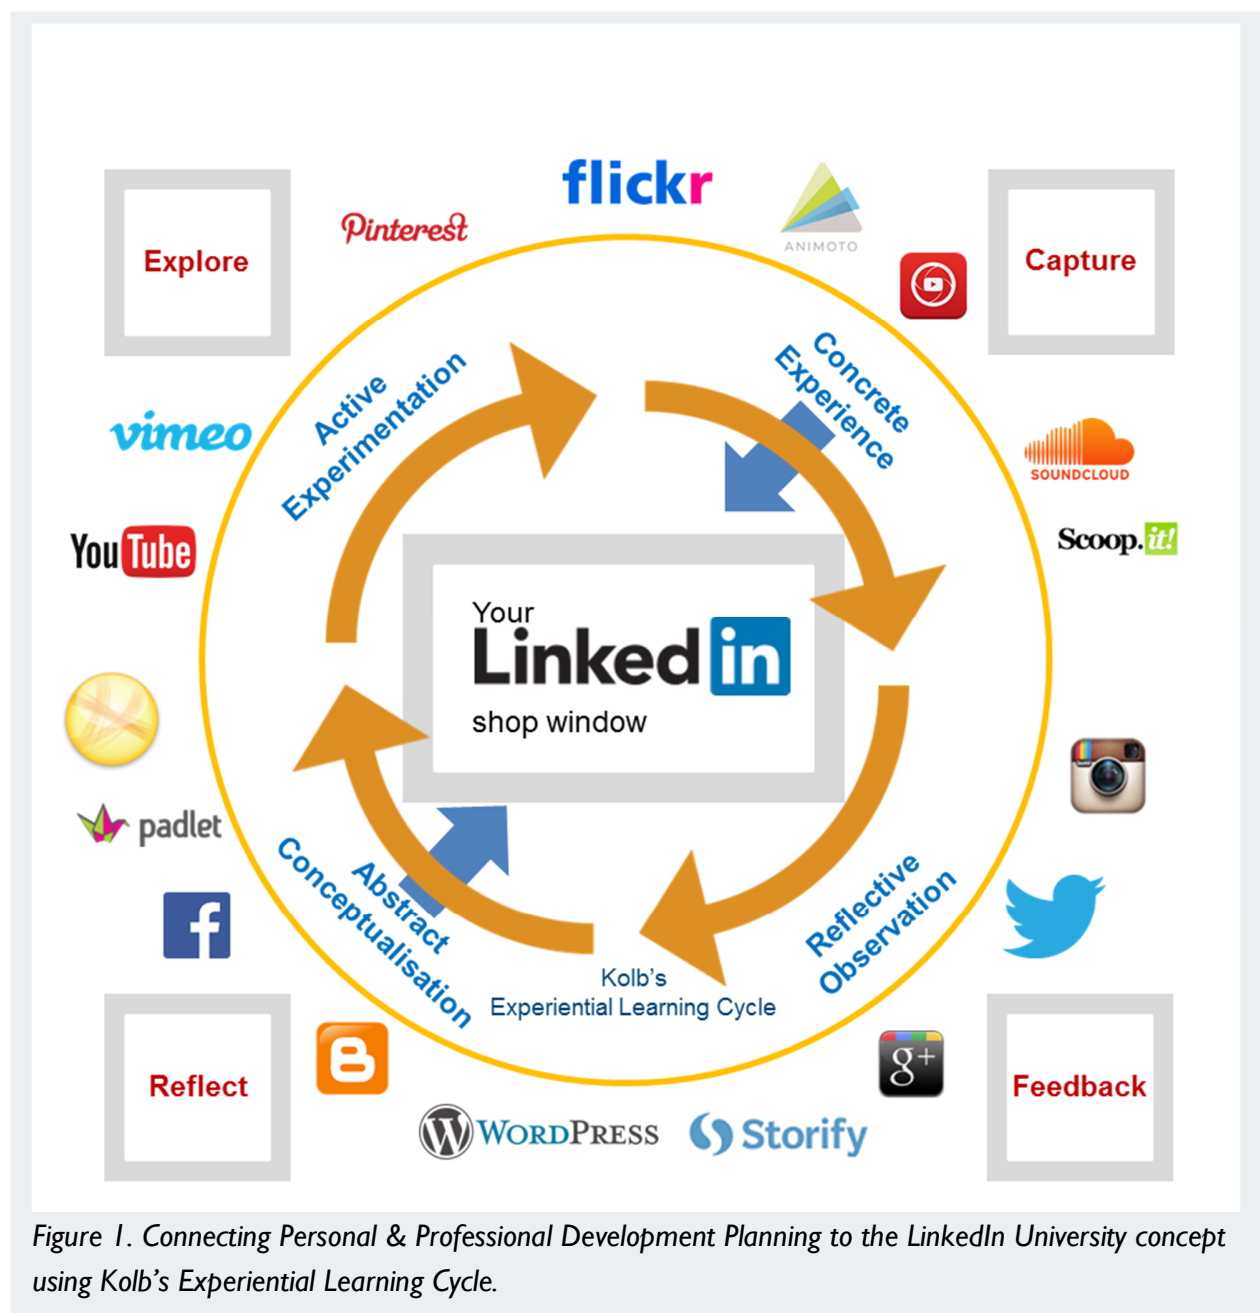 flickr
Pinterest
ANIMOTO
Explore
Capture
Concrete
Experience
Active
Experimentation
vimeo
SOUNDCLOUD
You Tube
Scoop.it!
Your
Linked in
shop window
padlet
f
Abstract
Conceptualisation
Reflective
Observation
Kolb's
Experiential Learning Cycle
B
g+
Reflect
Feedback
W WORDPRESS
Storify
Figure 1. Connecting Personal & Professional Development Planning to the LinkedIn University concept
using Kolb's Experiential Learning Cycle.